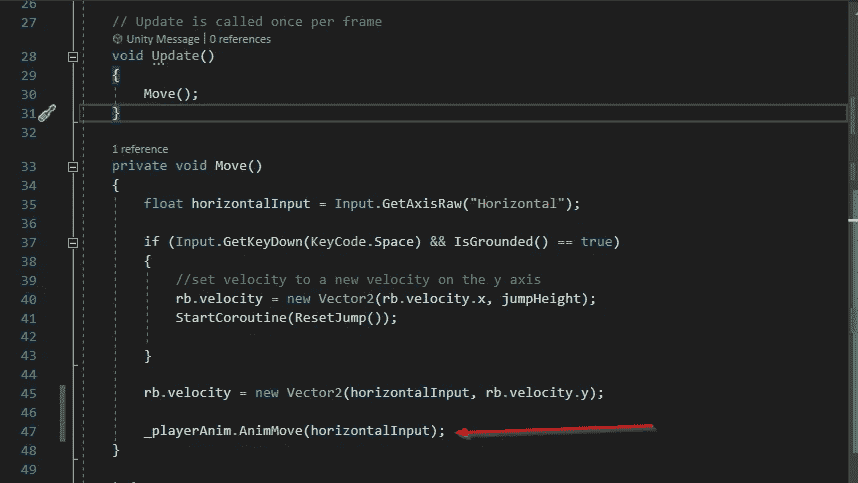 26
27 // Update is called once per frame
Unity Message | 0 references
28 void Update()
29 {
30 Move();
31 }
32
1 reference
33 private void Move()
34 {
35 float horizontalInput = Input.GetAxisRaw("Horizontal");
36
37 if (Input.GetKeyDown(KeyCode.Space) && IsGrounded() == true)
38 {
39 //set velocity to a new velocity on the y axis
40 rb.velocity = new Vector2(rb.velocity.x, jumpHeight);
41 StartCoroutine(ResetJump());
42
43 }
44
45 rb.velocity = new Vector2(horizontalInput, rb.velocity.y);
46
47 _playerAnim.AnimMove(horizontalInput);
48 }
49